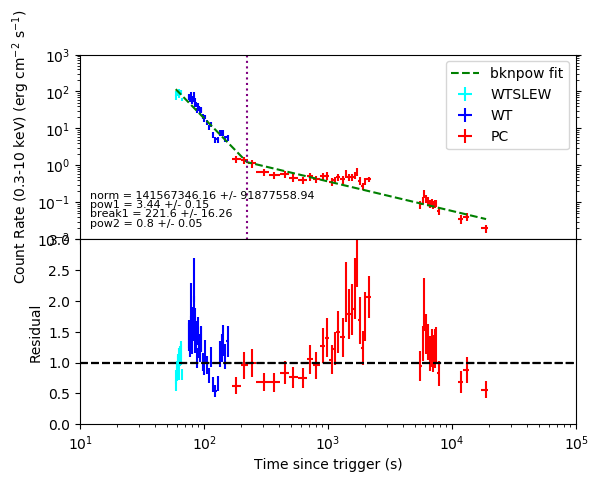 Count Rate (0.3-10 keV) (erg cm⁻² s⁻¹)
10³
10²
10¹
10⁰
10⁻¹
bknpow fit
WTSLEW
WT
PC
norm = 141567346.16 +/- 91877558.94
pow1 = 3.44 +/- 0.15
break1 = 221.6 +/- 16.26
pow2 = 0.8 +/- 0.05
Residual
3.0
2.5
2.0
1.5
1.0
0.5
0.0
10¹ 10² 10³ 10⁴ 10⁵
Time since trigger (s)